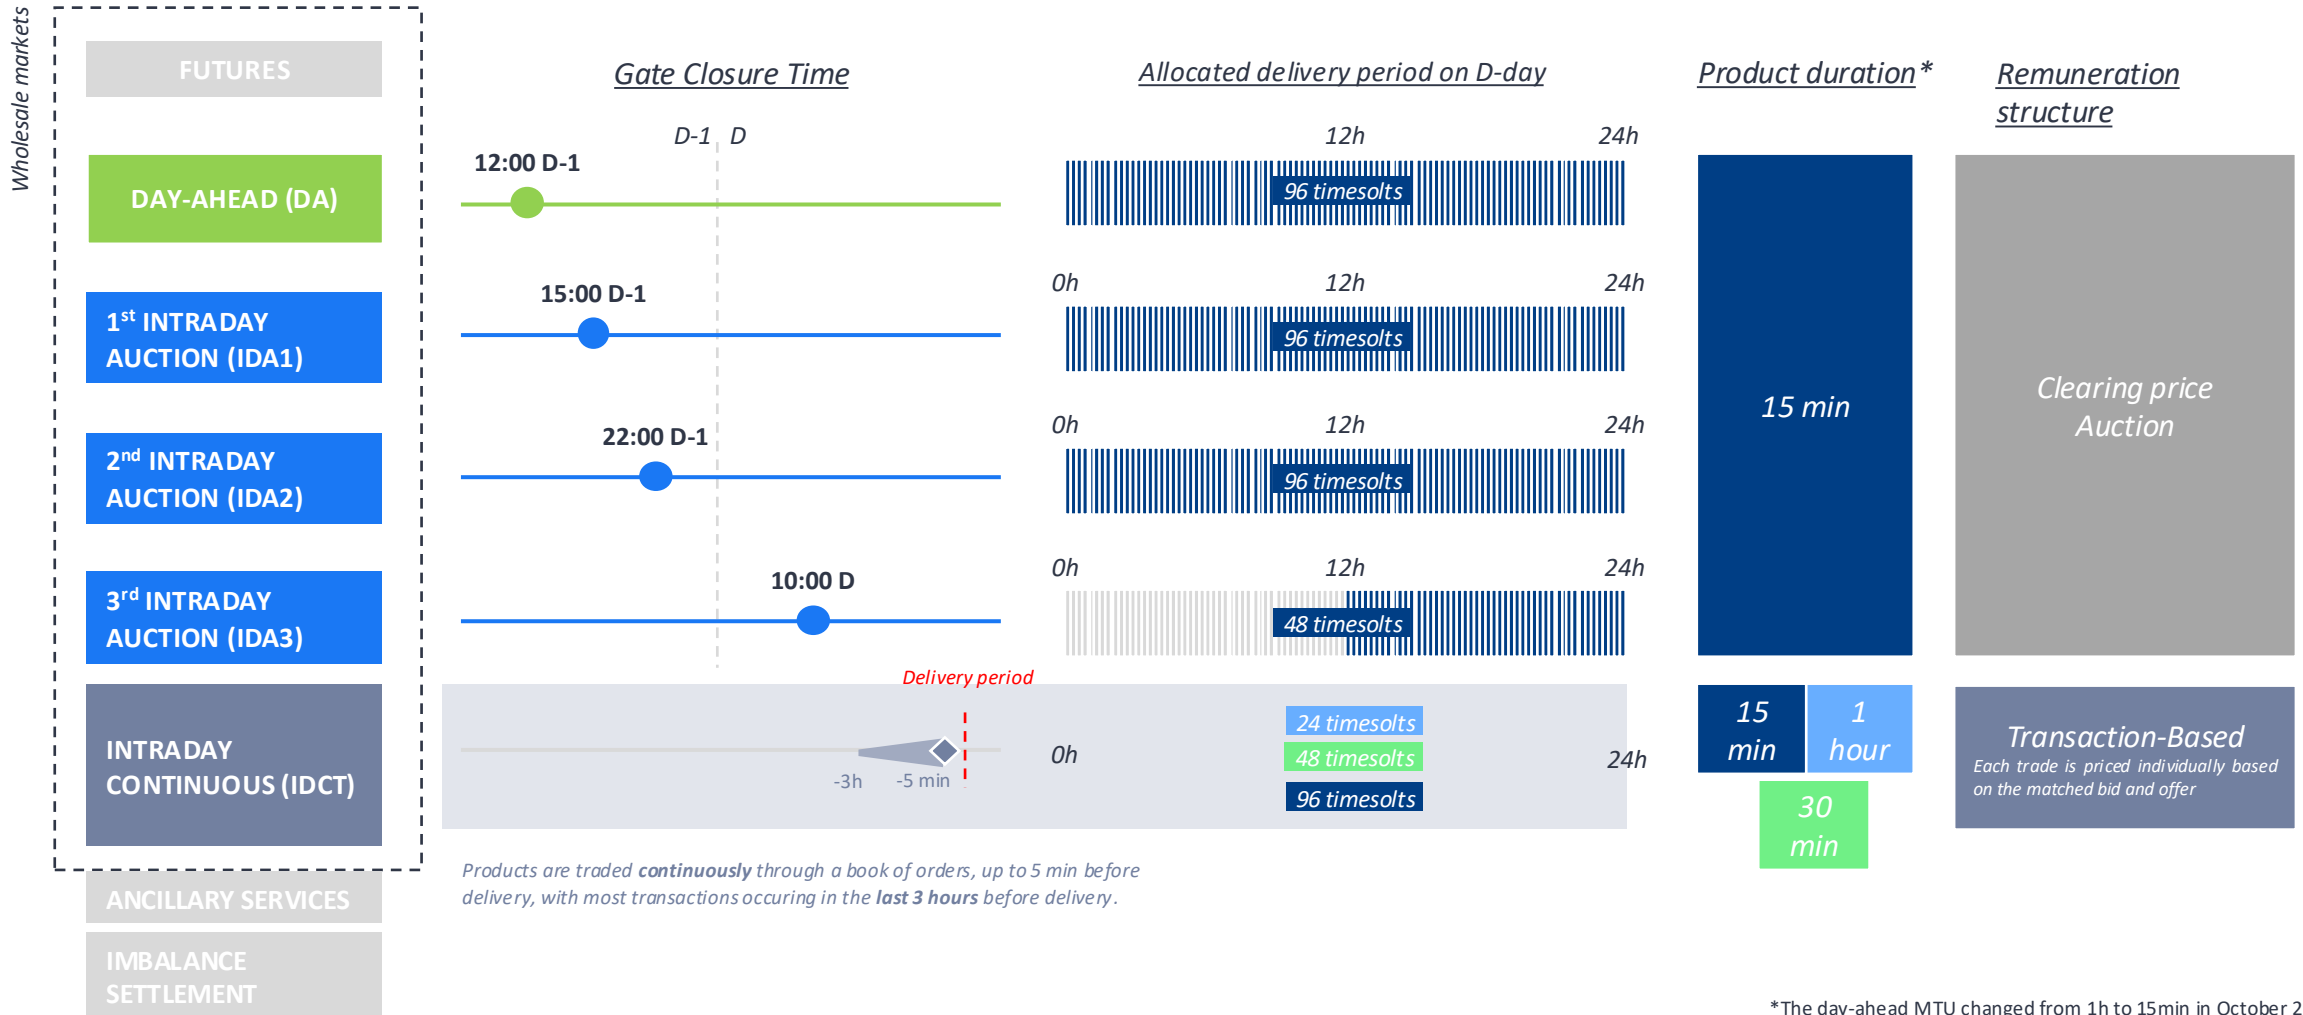 Wholesale markets
FUTURES
Gate Closure Time
Allocated delivery period on D-day
Product duration*
Remuneration
structure
D-1 D
12h
24h
DAY-AHEAD (DA)
12:00 D-1
96 timesolts
1st INTRADAY
AUCTION (IDA1)
15:00 D-1
0h
12h
24h
96 timesolts
2nd INTRADAY
AUCTION (IDA2)
22:00 D-1
0h
12h
24h
96 timesolts
3rd INTRADAY
AUCTION (IDA3)
10:00 D
0h
12h
24h
48 timesolts
15 min
Clearing price
Auction
INTRADAY
CONTINUOUS (IDCT)
Delivery period
-3h
-5 min
0h
24 timesolts
48 timesolts
96 timesolts
24h
15
min
1
hour
30
min
Transaction-Based
Each trade is priced individually based
on the matched bid and offer
Products are traded continuously through a book of orders, up to 5 min before
delivery, with most transactions occuring in the last 3 hours before delivery.
ANCILLARY SERVICES
IMBALANCE
SETTLEMENT
*The day-ahead MTU changed from 1h to 15min in October 2